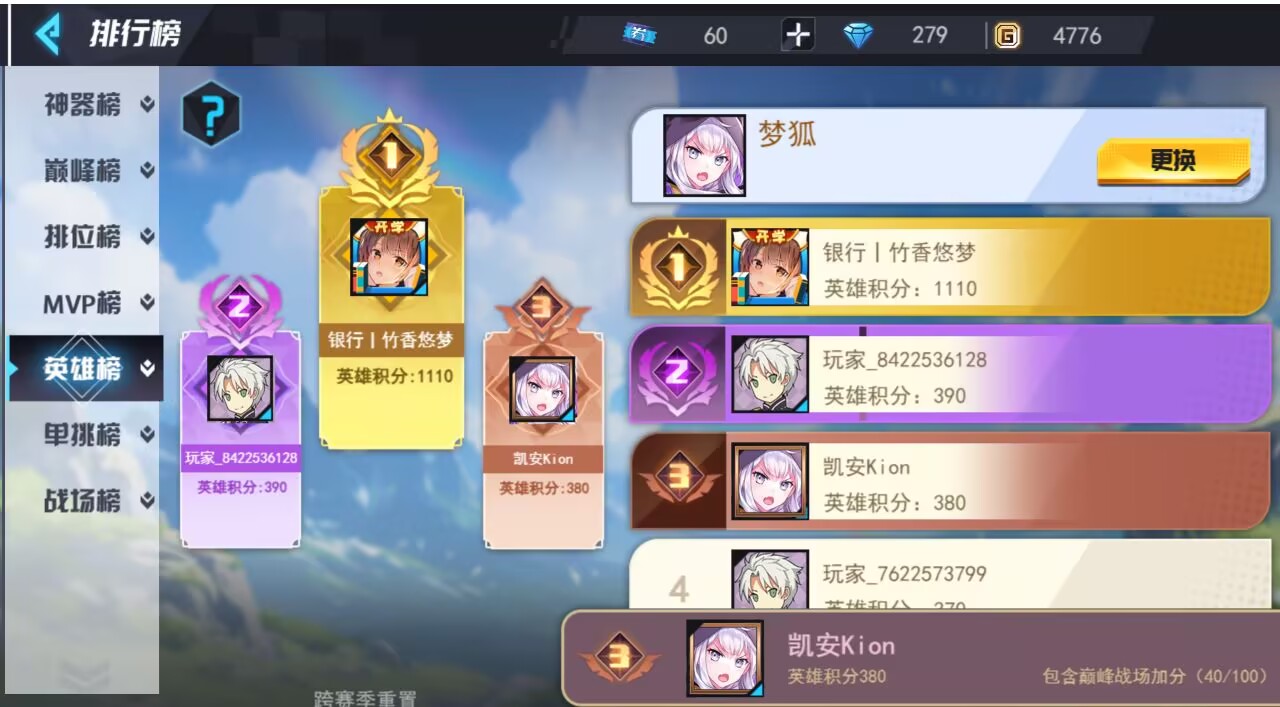 排行榜
券 60
279
G 4776
神器榜
巅峰榜
排位榜
MVP榜
英雄榜
单挑榜
战场榜
?
1
开学
银行丨竹香悠梦
英雄积分:1110
2
玩家_8422536128
英雄积分:390
3
凯安Kion
英雄积分:380
跨赛季重置
梦狐
更换
1
开学
银行丨竹香悠梦
英雄积分：1110
2
玩家_8422536128
英雄积分：390
3
凯安Kion
英雄积分：380
4
玩家_7622573799
英雄积分：370
3
凯安Kion
英雄积分380
包含巅峰战场加分（40/100）